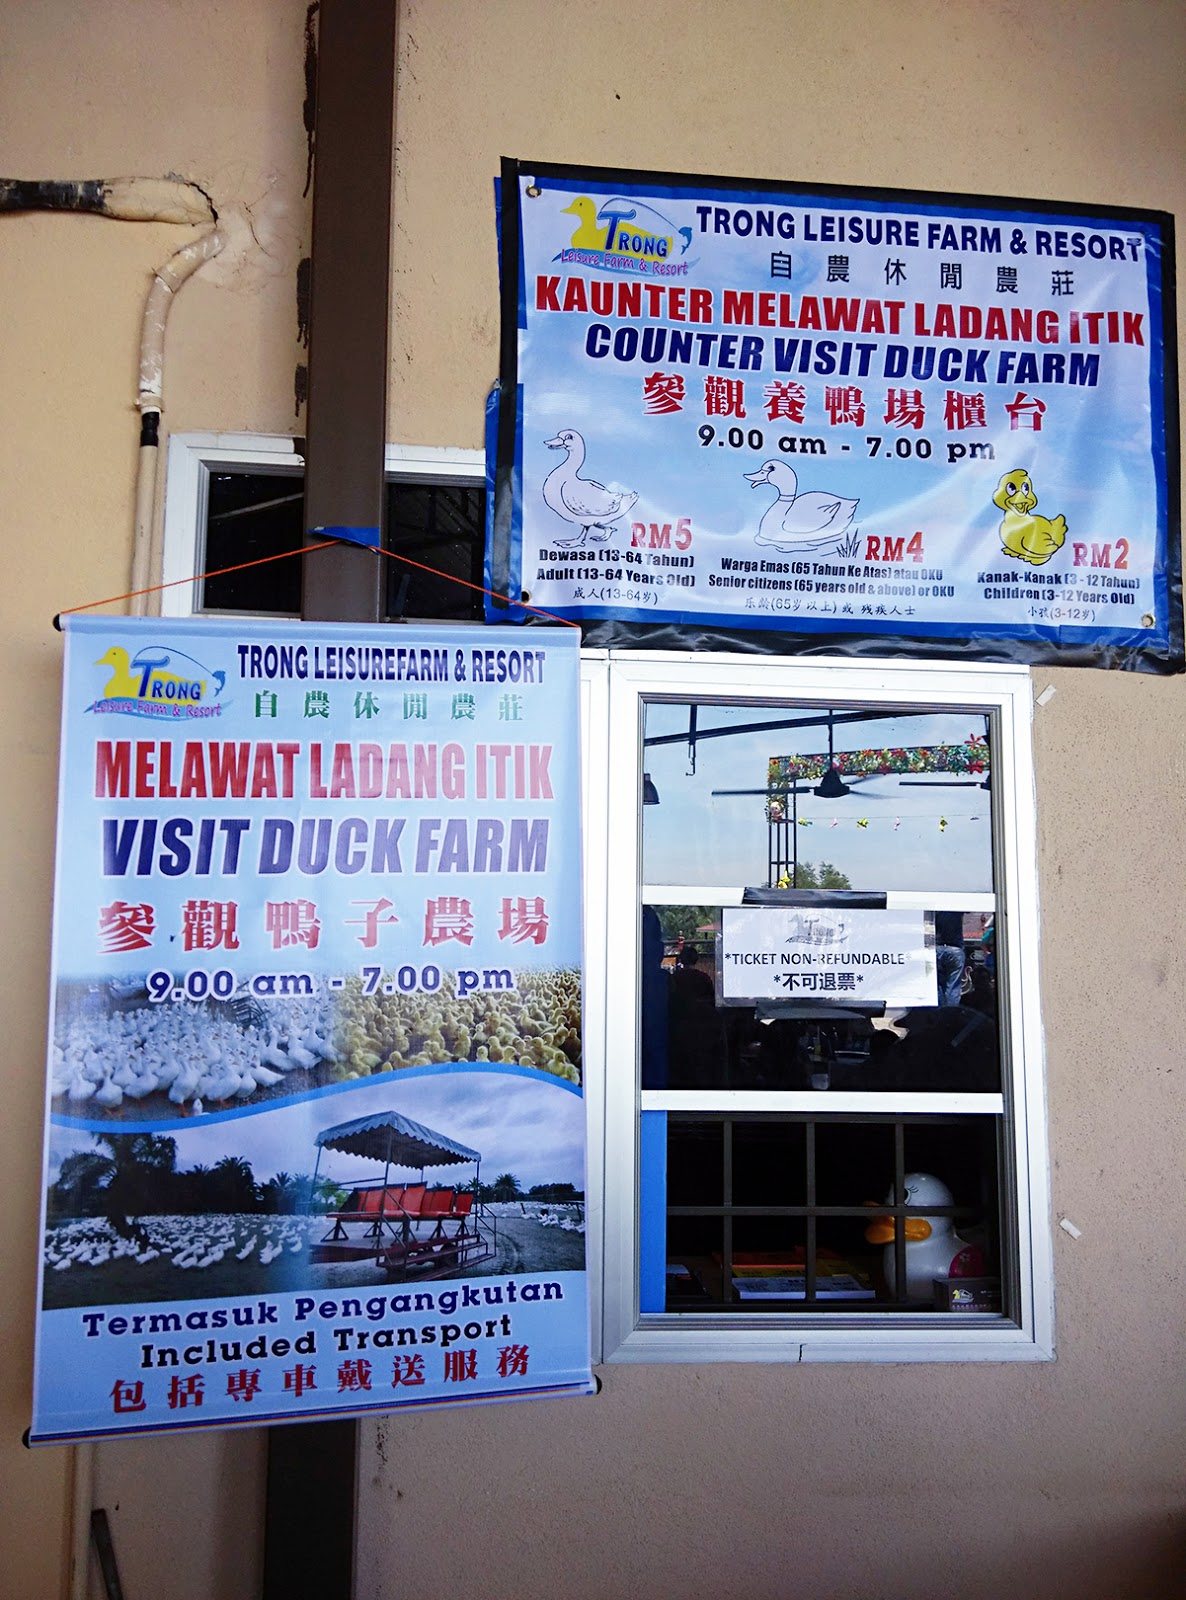 TRONG
Leisure Farm & Resort
TRONG LEISURE FARM & RESORT
自農休閒農莊
KAUNTER MELAWAT LADANG ITIK
COUNTER VISIT DUCK FARM
參觀養鴨場櫃台
9.00 am - 7.00 pm
RM5
Dewasa (13-64 Tahun)
Adult (13-64 Years Old)
成人(13-64岁)
RM4
Warga Emas (65 Tahun Ke Atas) atau OKU
Senior citizens (65 years old & above) or OKU
乐龄(65岁以上) 或 残疾人士
RM2
Kanak-Kanak (3 - 12 Tahun)
Children (3-12 Years Old)
小孩(3-12岁)
TRONG
Leisure Farm & Resort
TRONG LEISUREFARM & RESORT
自農休閒農莊
MELAWAT LADANG ITIK
VISIT DUCK FARM
參觀鴨子農場
9.00 am - 7.00 pm
Termasuk Pengangkutan
Included Transport
包括專車戴送服務
*TICKET NON-REFUNDABLE*
*不可退票*